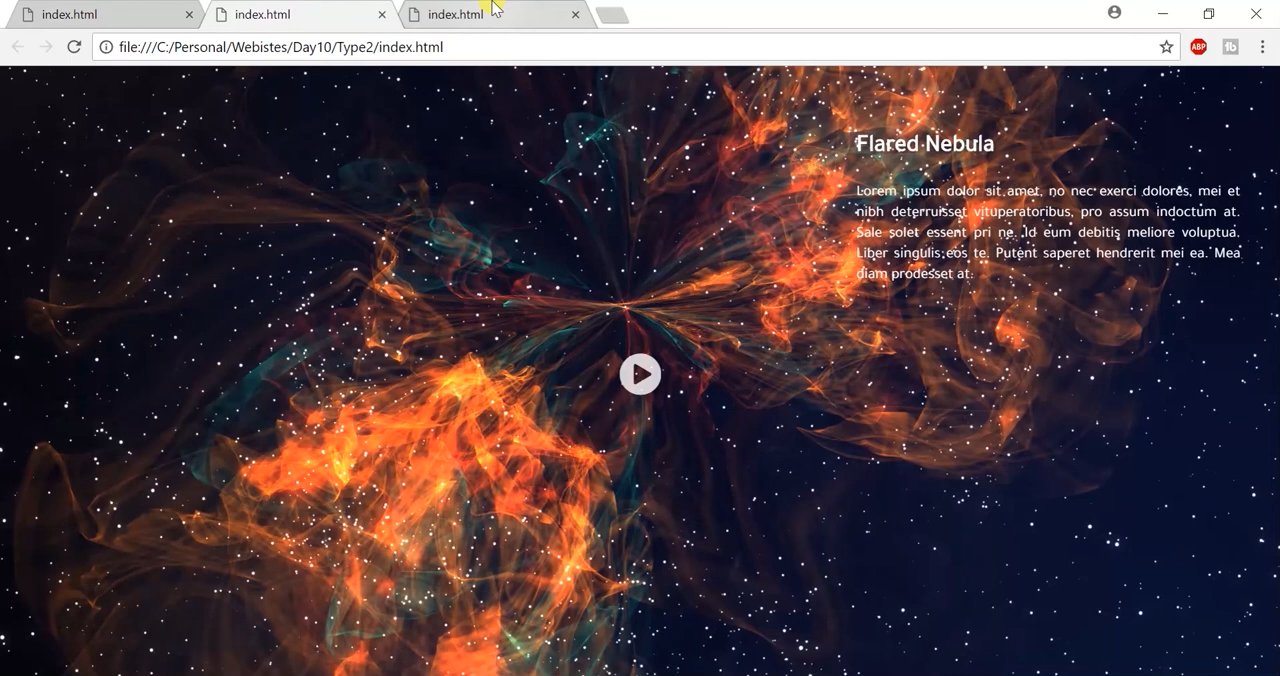 index.html
index.html
index.html
file:///C:/Personal/Webistes/Day10/Type2/index.html
ABP
tb
Flared Nebula
Lorem ipsum dolor sit amet, no nec exerci dolores, mei et
nibh deterruisset vituperatoribus, pro assum indoctum at.
Sale solet essent pri ne. Id eum debitis meliore voluptua.
Liber singulis eos te. Putent saperet hendrerit mei ea. Mea
diam prodesset at.